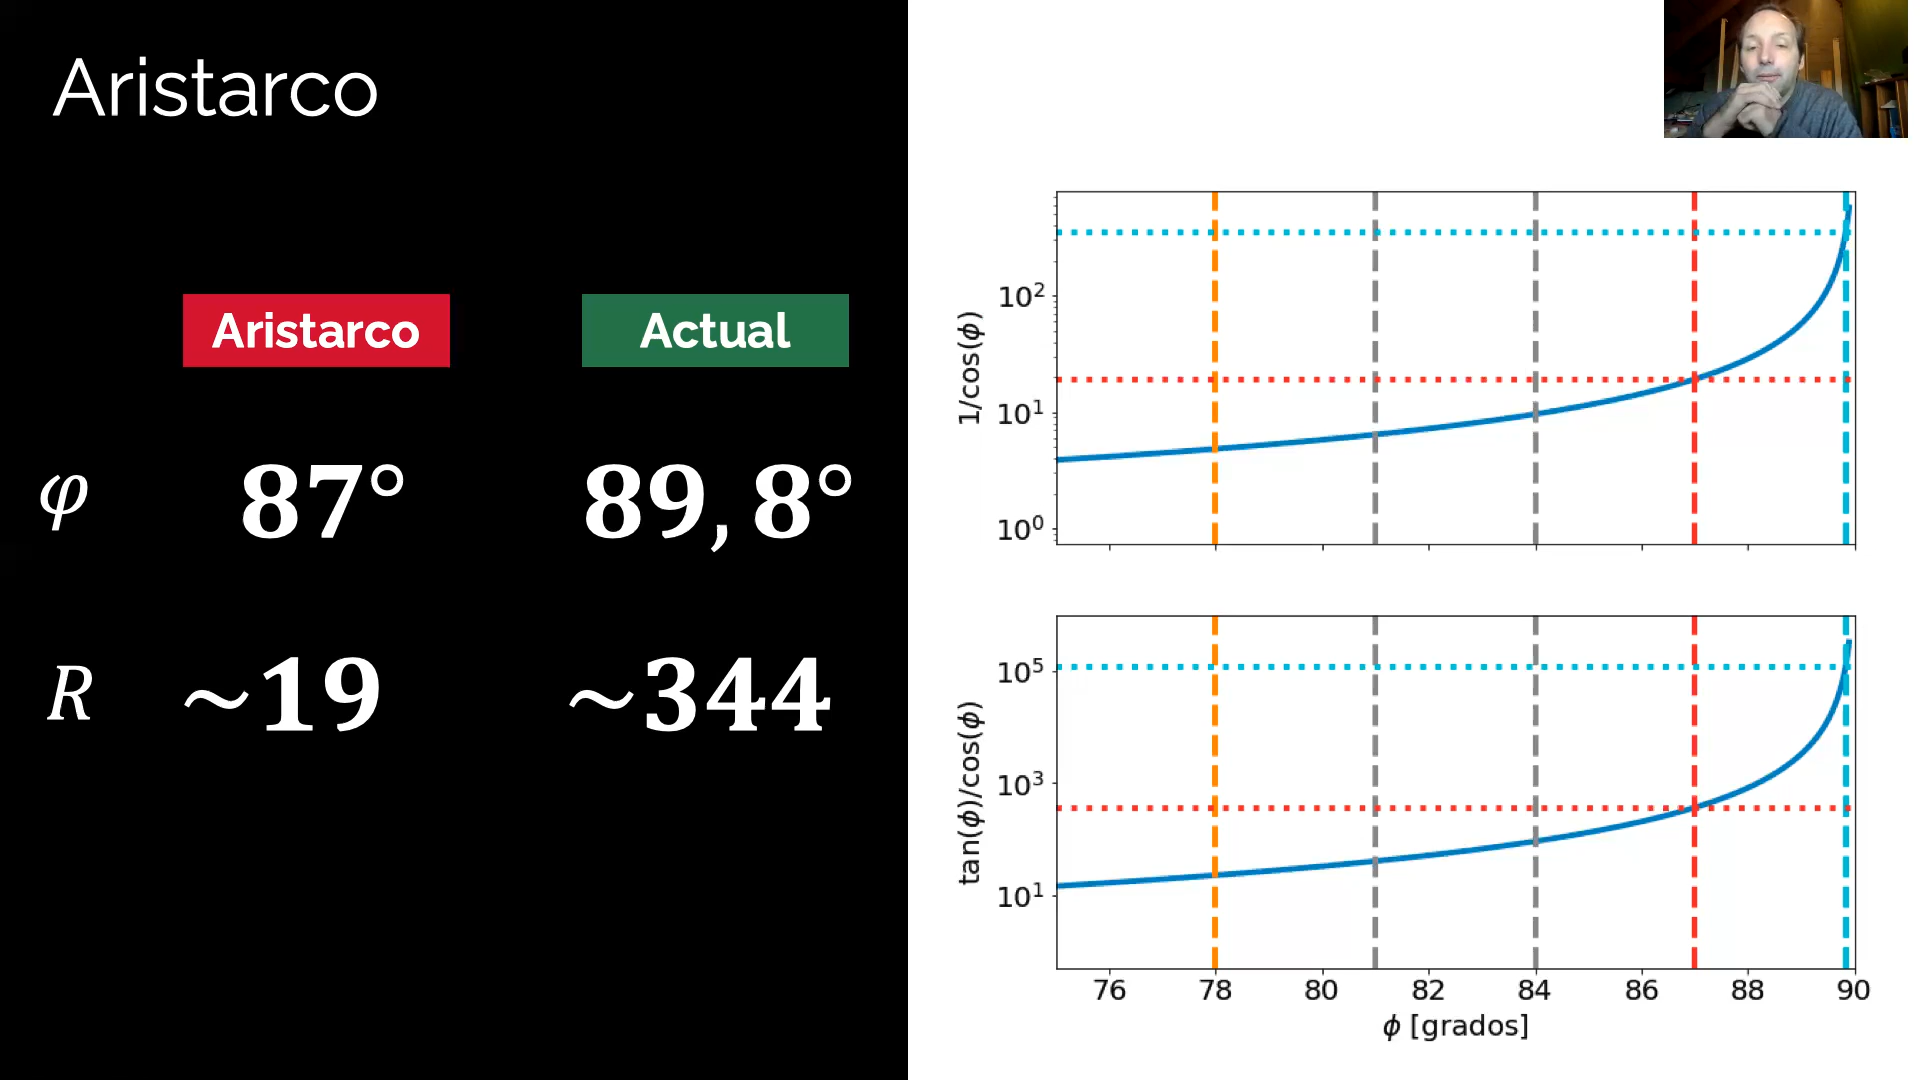 Aristarco
Aristarco
Actual
φ 87° 89,8°
R ~19 ~344
1/cos(ϕ)
10²
10¹
10⁰
tan(ϕ)/cos(ϕ)
10⁵
10³
10¹
76 78 80 82 84 86 88 90
ϕ [grados]